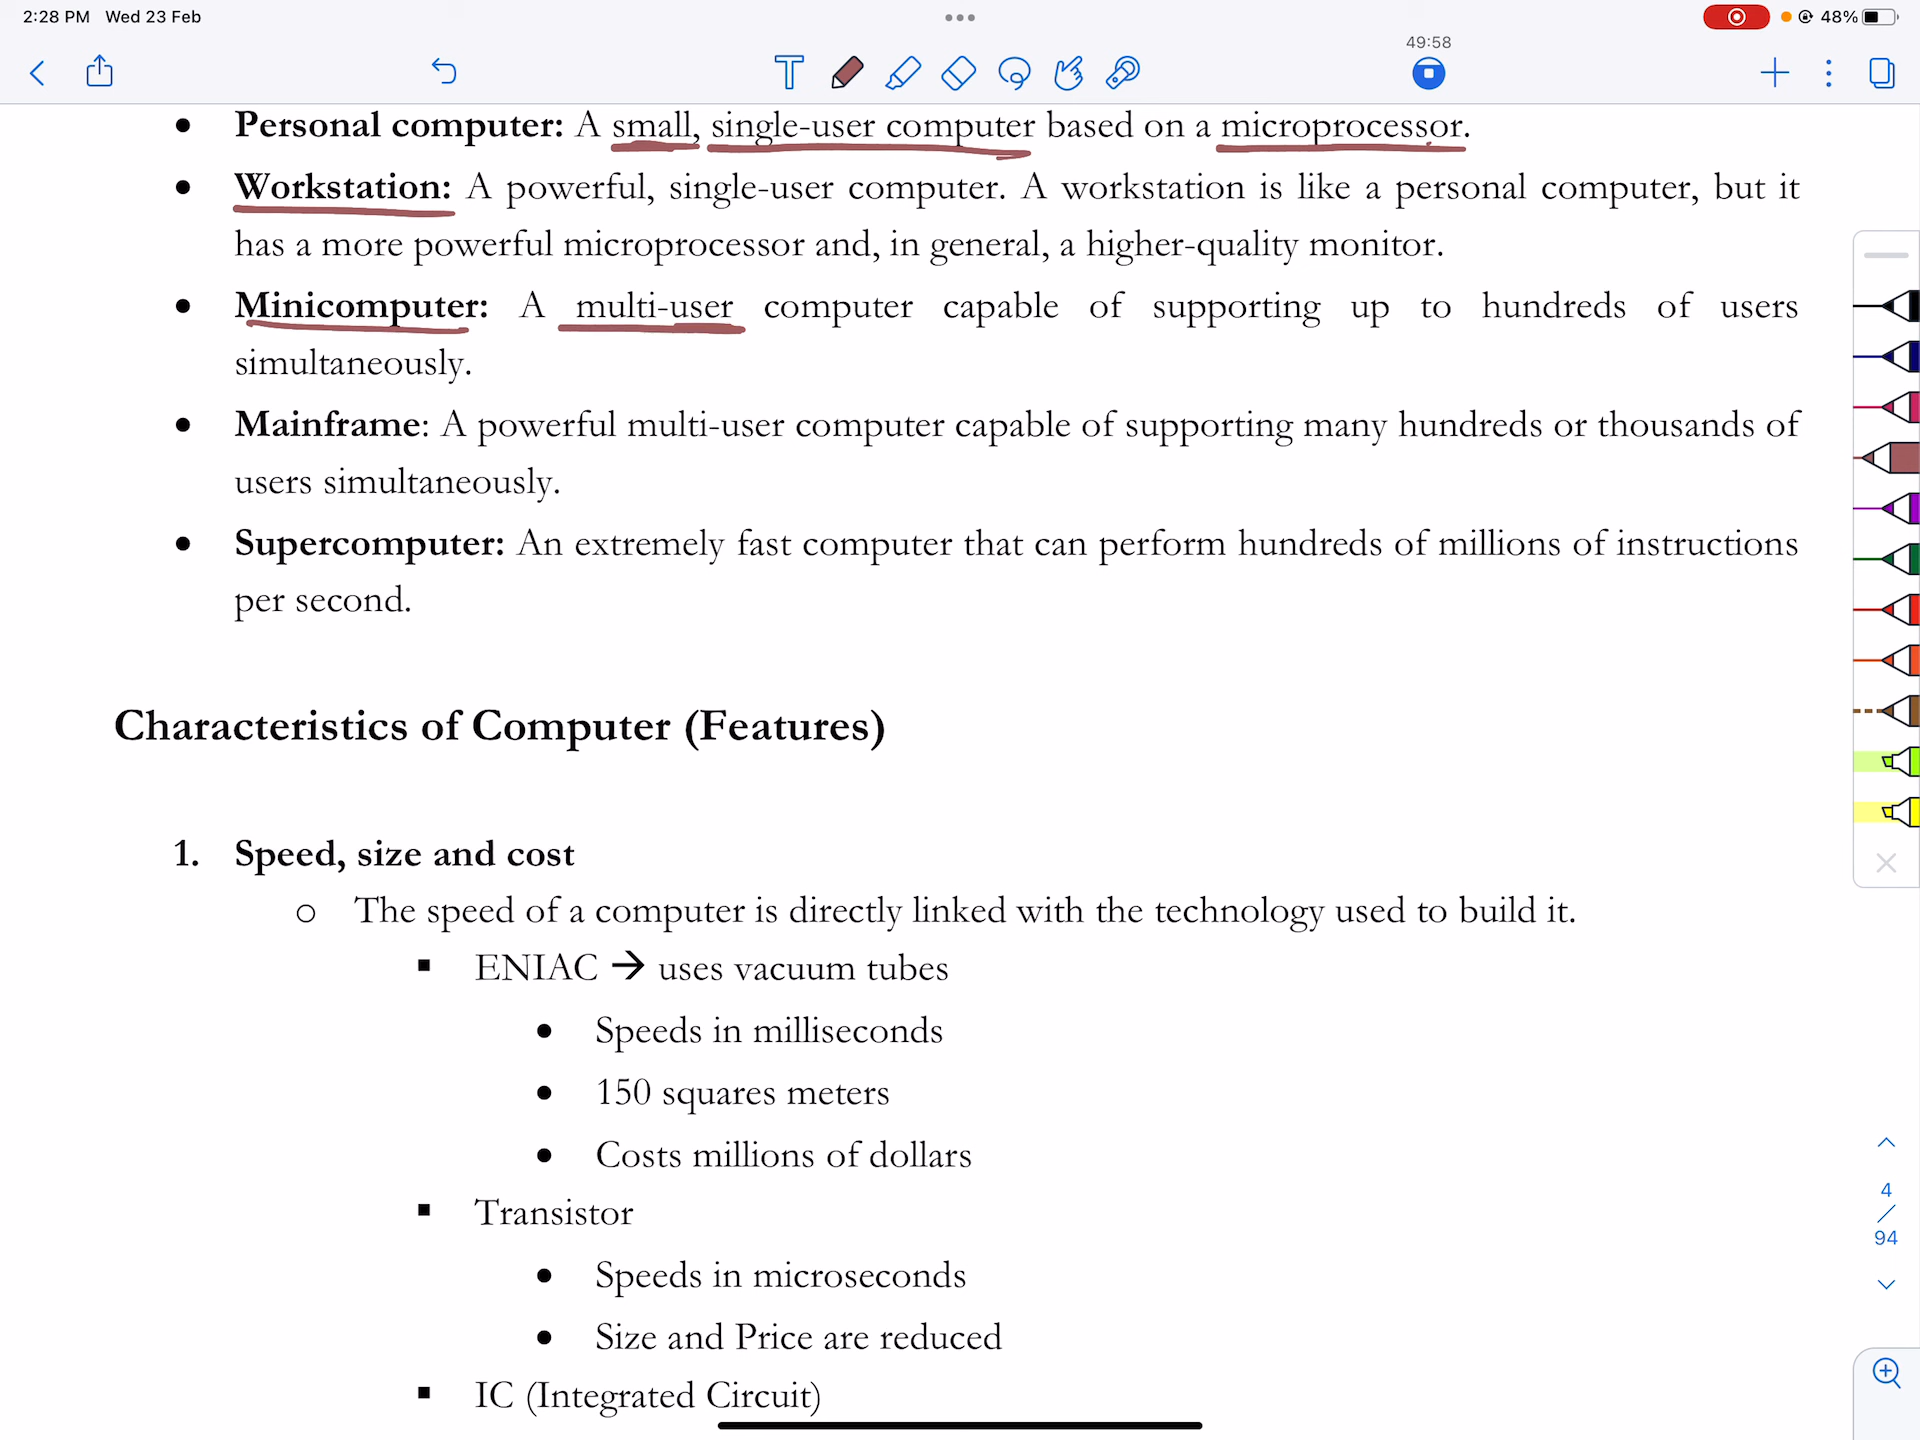 2:28 PM Wed 23 Feb
48%
49:58
• Personal computer: A small, single-user computer based on a microprocessor.
• Workstation: A powerful, single-user computer. A workstation is like a personal computer, but it
has a more powerful microprocessor and, in general, a higher-quality monitor.
• Minicomputer: A multi-user computer capable of supporting up to hundreds of users
simultaneously.
• Mainframe: A powerful multi-user computer capable of supporting many hundreds or thousands of
users simultaneously.
• Supercomputer: An extremely fast computer that can perform hundreds of millions of instructions
per second.
Characteristics of Computer (Features)
1. Speed, size and cost
o The speed of a computer is directly linked with the technology used to build it.
▪ ENIAC → uses vacuum tubes
• Speeds in milliseconds
• 150 squares meters
• Costs millions of dollars
▪ Transistor
• Speeds in microseconds
• Size and Price are reduced
▪ IC (Integrated Circuit)
4
/
94